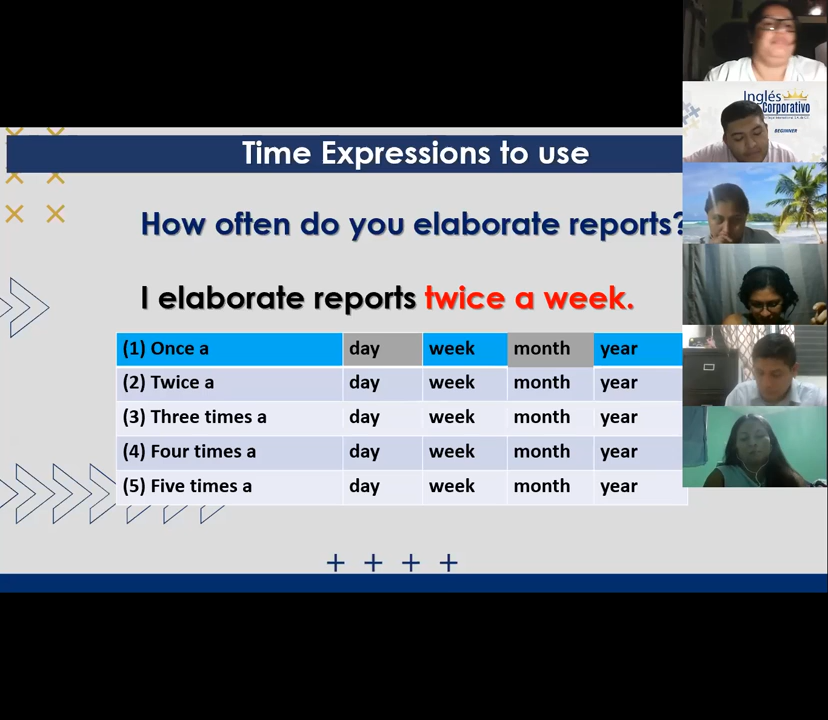 Time Expressions to use
How often do you elaborate reports?
I elaborate reports twice a week.
(1) Once a day week month year
(2) Twice a day week month year
(3) Three times a day week month year
(4) Four times a day week month year
(5) Five times a day week month year
Inglés
Corporativo
BEGINNER